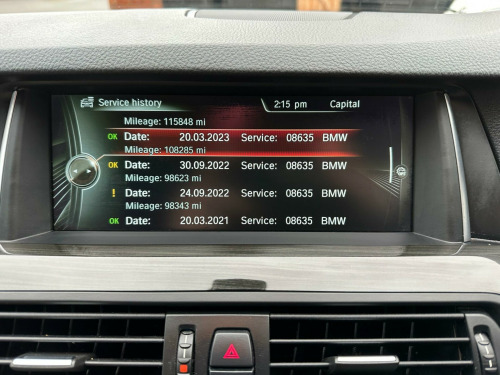 Service history 2:15 pm Capital
Mileage: 115848 mi
OK Date: 20.03.2023 Service: 08635 BMW
Mileage: 108285 mi
OK Date: 30.09.2022 Service: 08635 BMW
Mileage: 98623 mi
! Date: 24.09.2022 Service: 08635 BMW
Mileage: 98343 mi
OK Date: 20.03.2021 Service: 08635 BMW